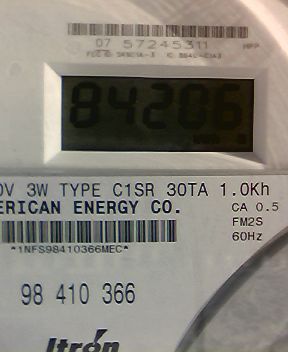 07 57245311
84206
V 3W TYPE C1SR 30TA 1.0Kh
ERICAN ENERGY CO.
CA 0.5
FM2S
60Hz
*1NFS98410366MEC*
98 410 366
Itron